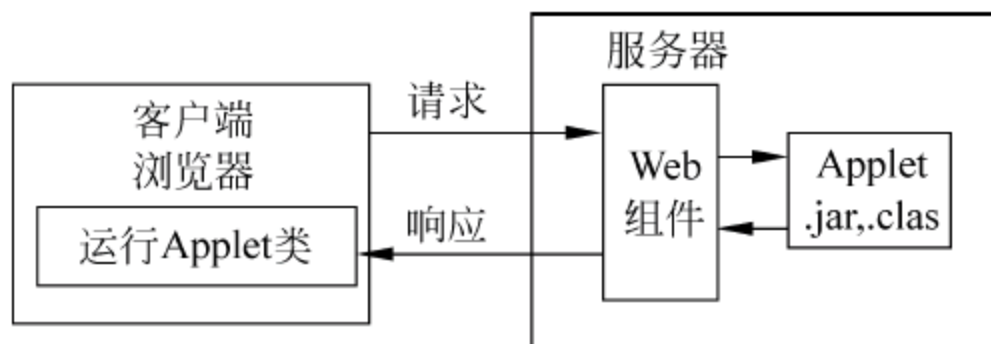 客户端
浏览器
运行Applet类
请求
响应
服务器
Web
组件
Applet
.jar,.clas